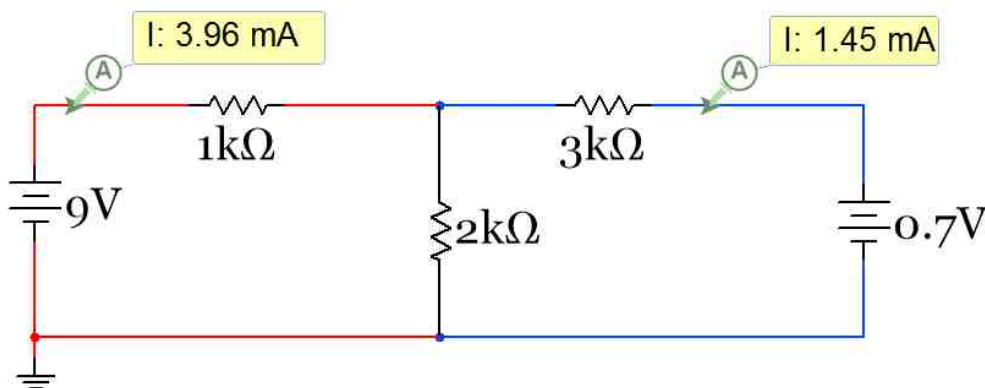 I: 3.96 mA
I: 1.45 mA
A
A
1kΩ
3kΩ
9V
2kΩ
0.7V